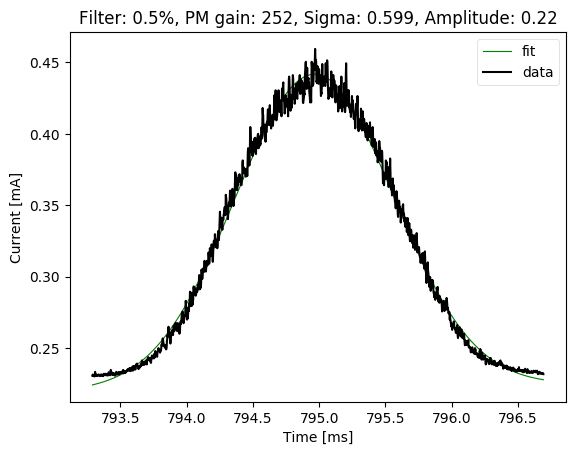 Filter: 0.5%, PM gain: 252, Sigma: 0.599, Amplitude: 0.22
fit
data
0.45
0.40
0.35
0.30
0.25
Current [mA]
793.5 794.0 794.5 795.0 795.5 796.0 796.5
Time [ms]